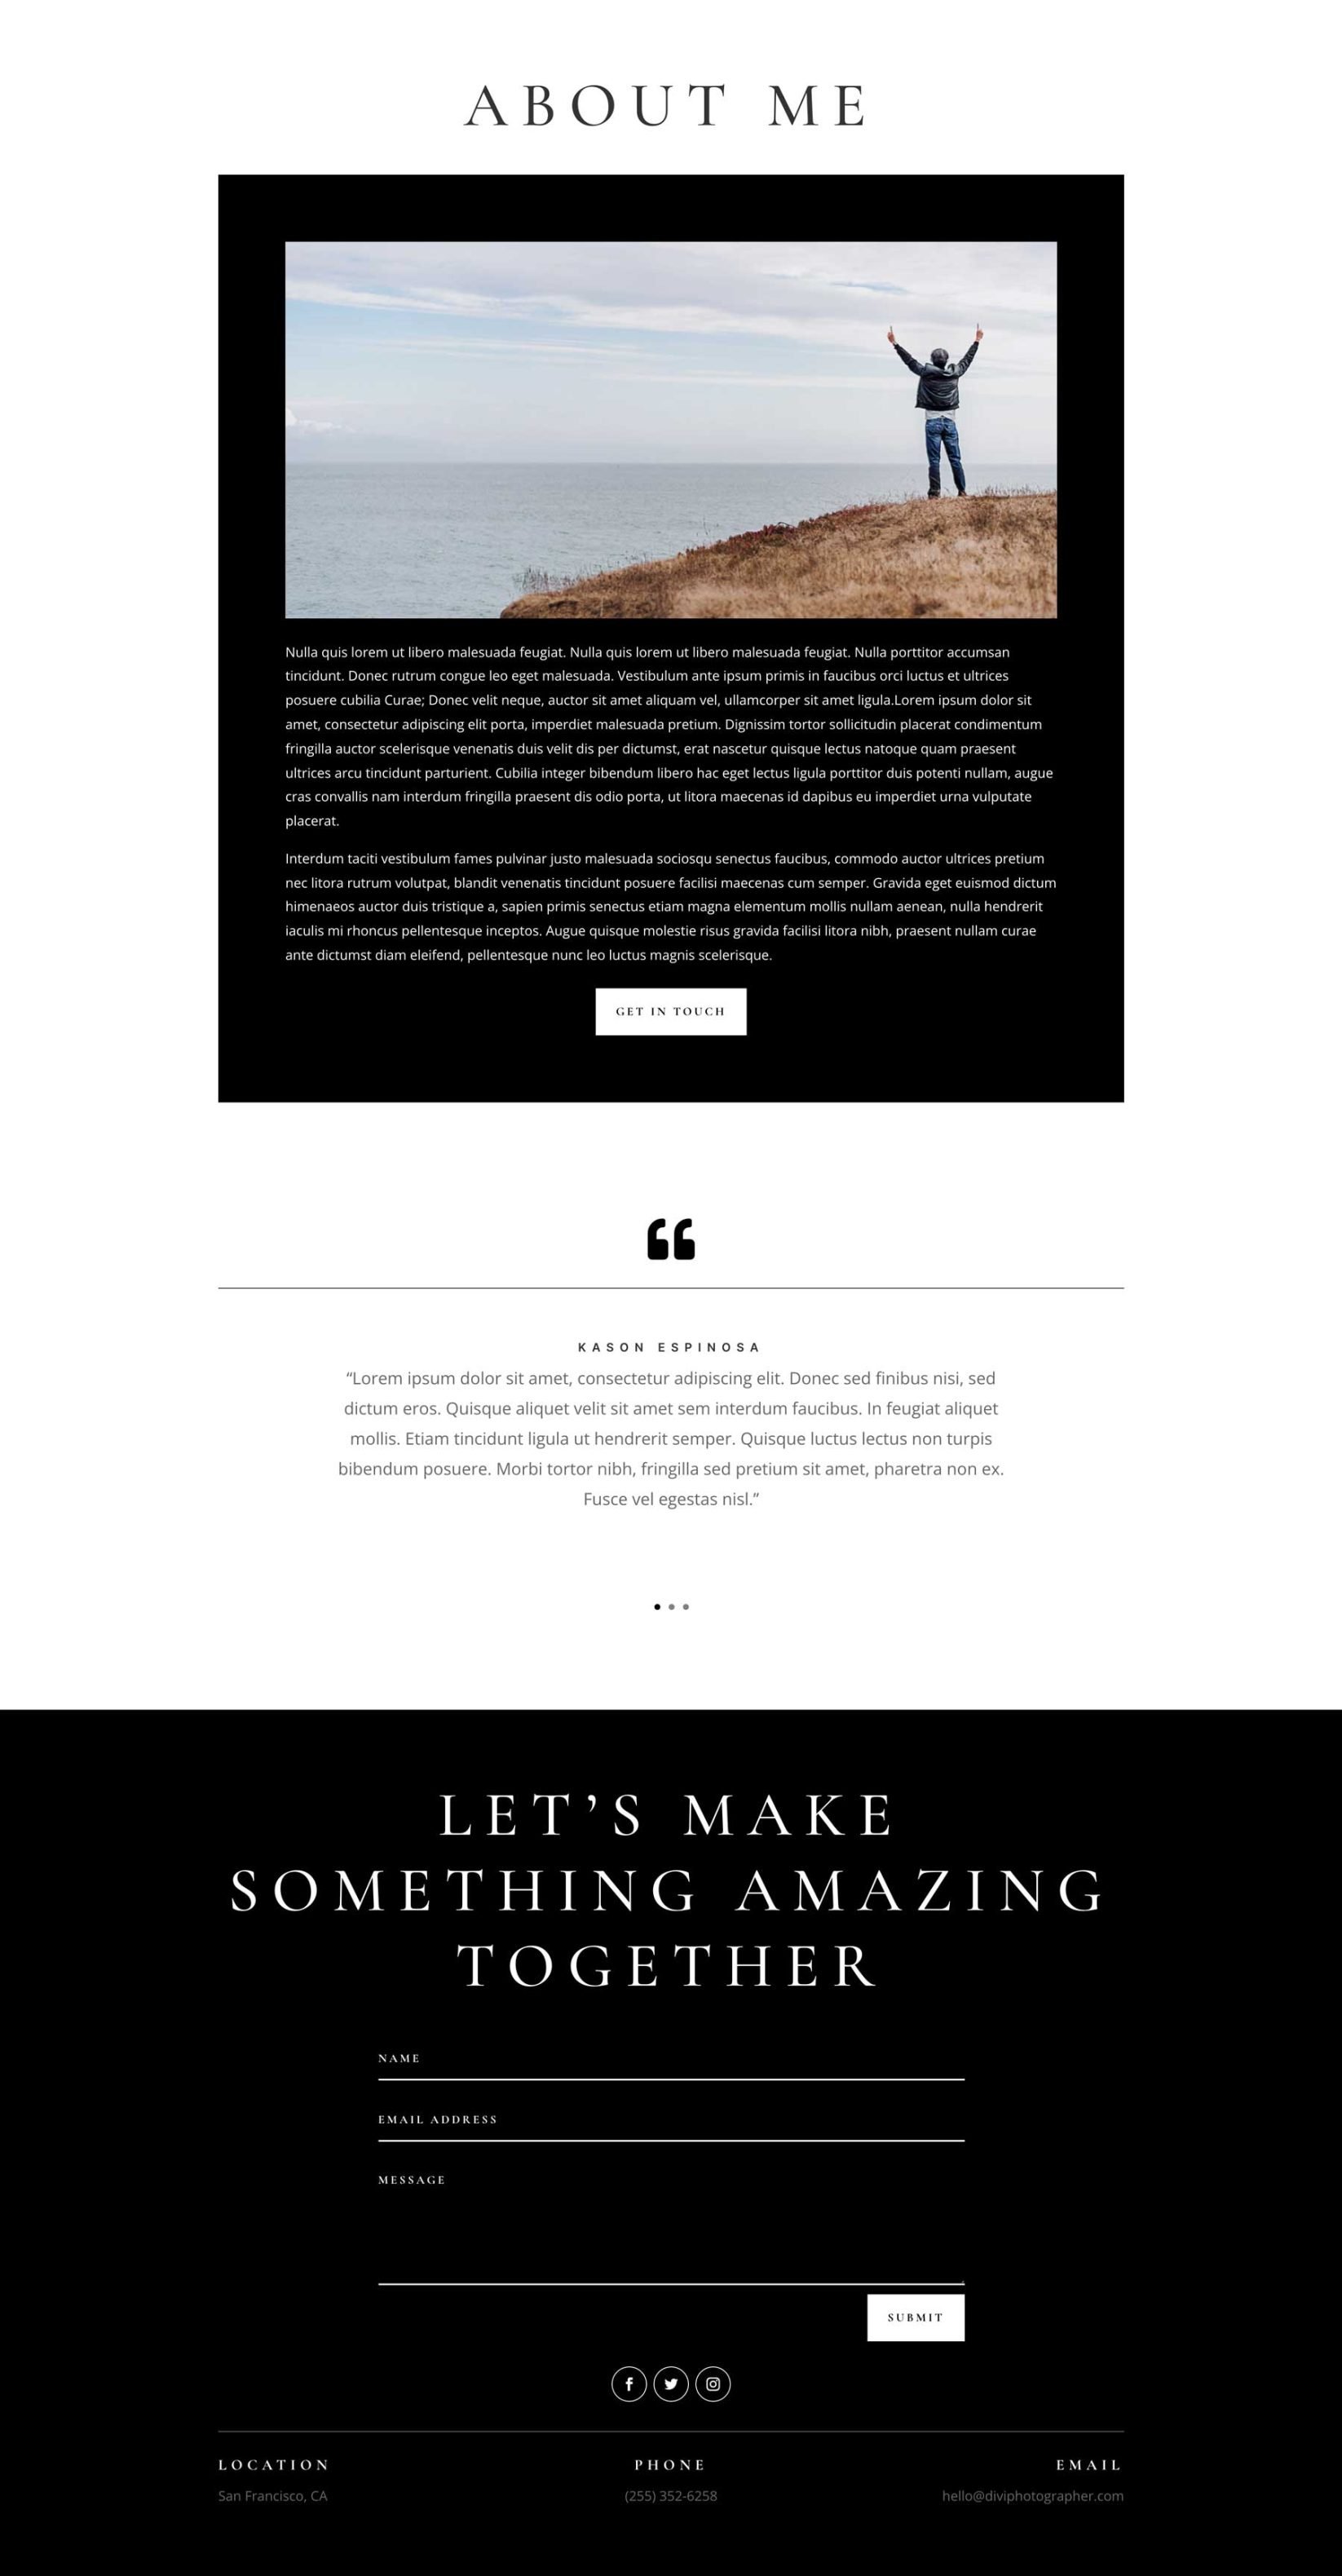 ABOUT ME
Nulla quis lorem ut libero malesuada feugiat. Nulla quis lorem ut libero malesuada feugiat. Nulla porttitor accumsan
tincidunt. Donec rutrum congue leo eget malesuada. Vestibulum ante ipsum primis in faucibus orci luctus et ultrices
posuere cubilia Curae; Donec velit neque, auctor sit amet aliquam vel, ullamcorper sit amet ligula.Lorem ipsum dolor sit
amet, consectetur adipiscing elit porta, imperdiet malesuada pretium. Dignissim tortor sollicitudin placerat condimentum
fringilla auctor scelerisque venenatis duis velit dis per dictumst, erat nascetur quisque lectus natoque quam praesent
ultrices arcu tincidunt parturient. Cubilia integer bibendum libero hac eget lectus ligula porttitor duis potenti nullam, augue
cras convallis nam interdum fringilla praesent dis odio porta, ut litora maecenas id dapibus eu imperdiet urna vulputate
placerat.
Interdum taciti vestibulum fames pulvinar justo malesuada sociosqu senectus faucibus, commodo auctor ultrices pretium
nec litora rutrum volutpat, blandit venenatis tincidunt posuere facilisi maecenas cum semper. Gravida eget euismod dictum
himenaeos auctor duis tristique a, sapien primis senectus etiam magna elementum mollis nullam aenean, nulla hendrerit
iaculis mi rhoncus pellentesque inceptos. Augue quisque molestie risus gravida facilisi litora nibh, praesent nullam curae
ante dictumst diam eleifend, pellentesque nunc leo luctus magnis scelerisque.
GET IN TOUCH
“
KASON ESPINOSA
“Lorem ipsum dolor sit amet, consectetur adipiscing elit. Donec sed finibus nisi, sed
dictum eros. Quisque aliquet velit sit amet sem interdum faucibus. In feugiat aliquet
mollis. Etiam tincidunt ligula ut hendrerit semper. Quisque luctus lectus non turpis
bibendum posuere. Morbi tortor nibh, fringilla sed pretium sit amet, pharetra non ex.
Fusce vel egestas nisl.”
LET’S MAKE
SOMETHING AMAZING
TOGETHER
NAME
EMAIL ADDRESS
MESSAGE
SUBMIT
LOCATION PHONE EMAIL
San Francisco, CA (255) 352-6258 hello@diviphotographer.com